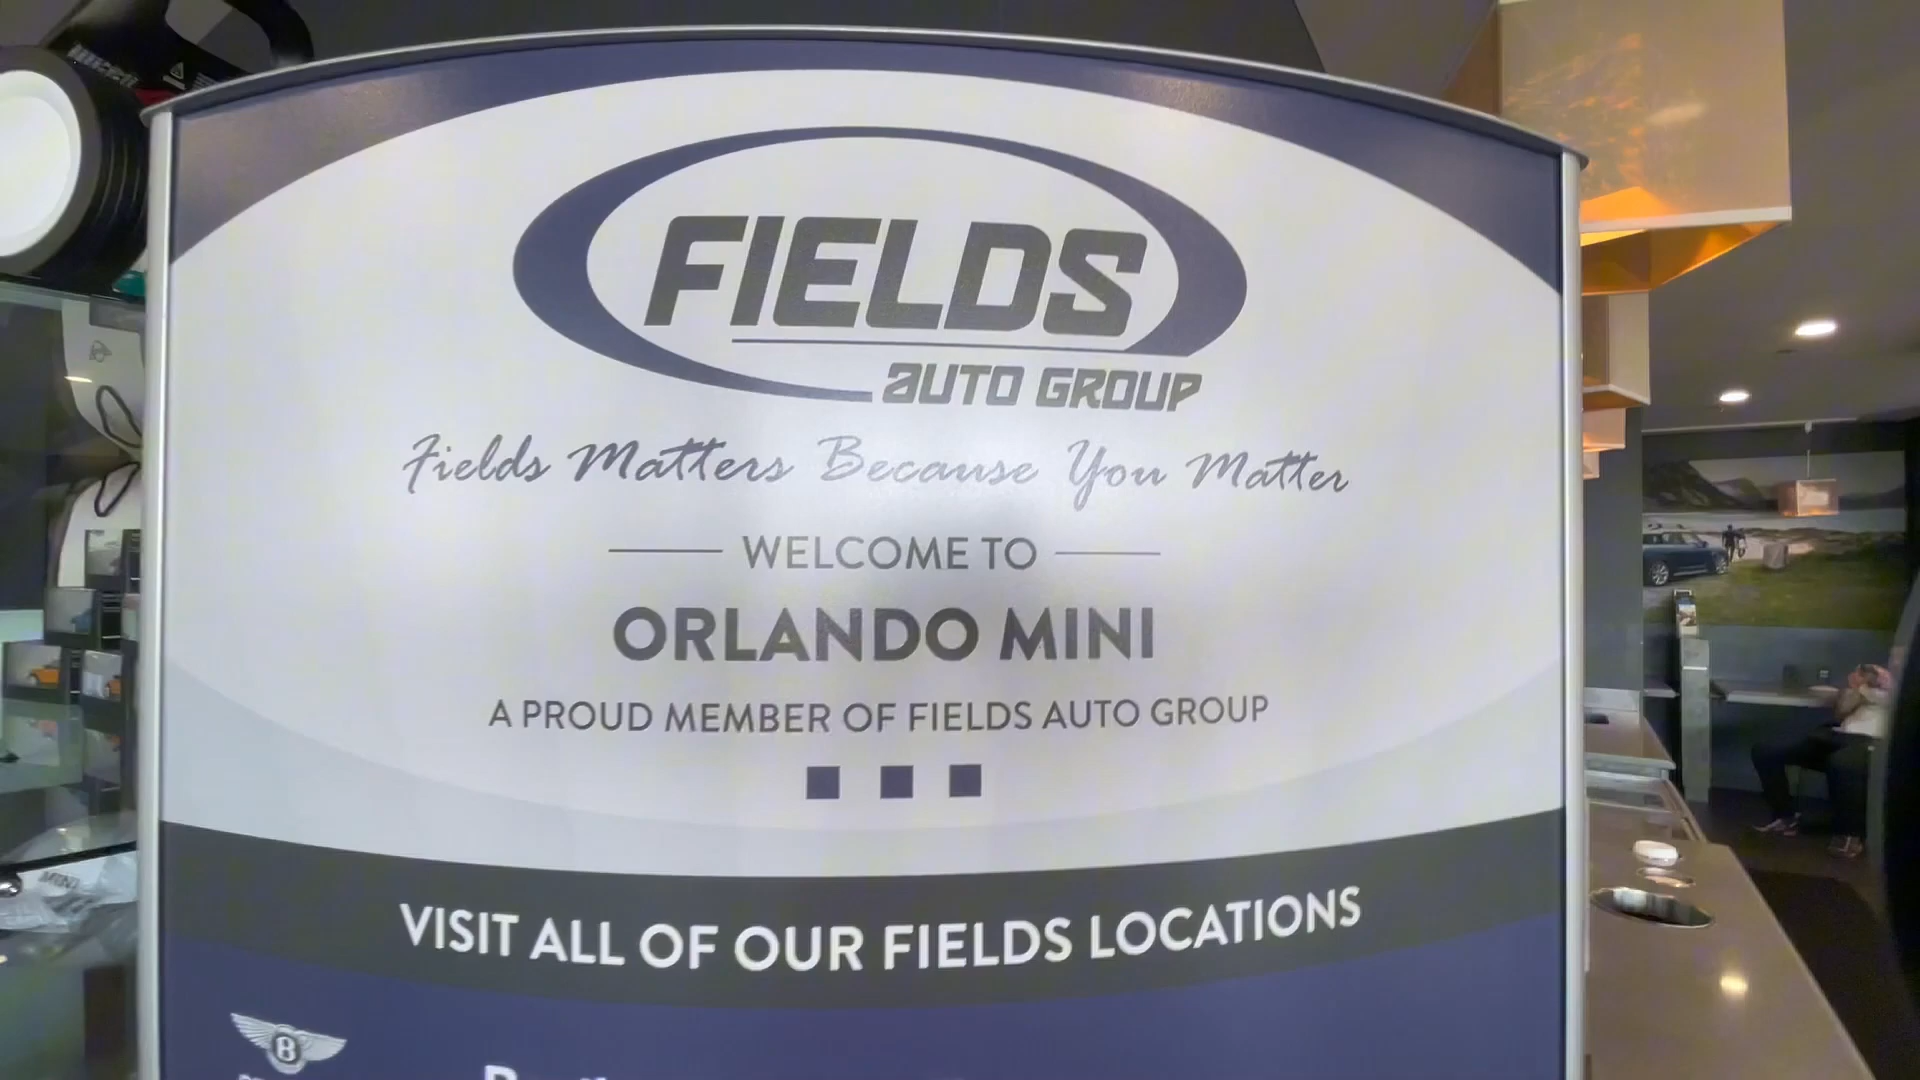 FIELDS
AUTO GROUP
Fields Matters Because You Matter
WELCOME TO
ORLANDO MINI
A PROUD MEMBER OF FIELDS AUTO GROUP
VISIT ALL OF OUR FIELDS LOCATIONS
B
MINI